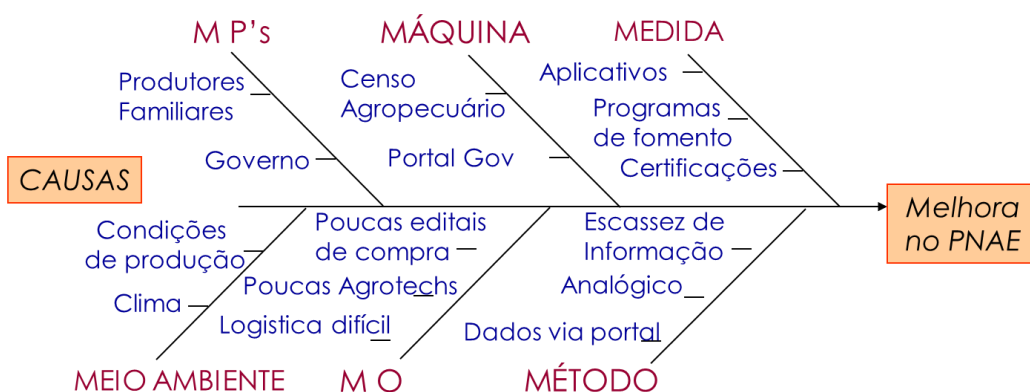 M P's
MÁQUINA
MEDIDA
Produtores
Familiares
Governo
Censo
Agropecuário
Portal Gov
Aplicativos
Programas
de fomento
Certificações
CAUSAS
Melhora
no PNAE
Condições
de produção
Clima
Poucas editais
de compra
Poucas Agrotechs
Logistica difícil
Escassez de
Informação
Analógico
Dados via portal
MEIO AMBIENTE
M O
MÉTODO